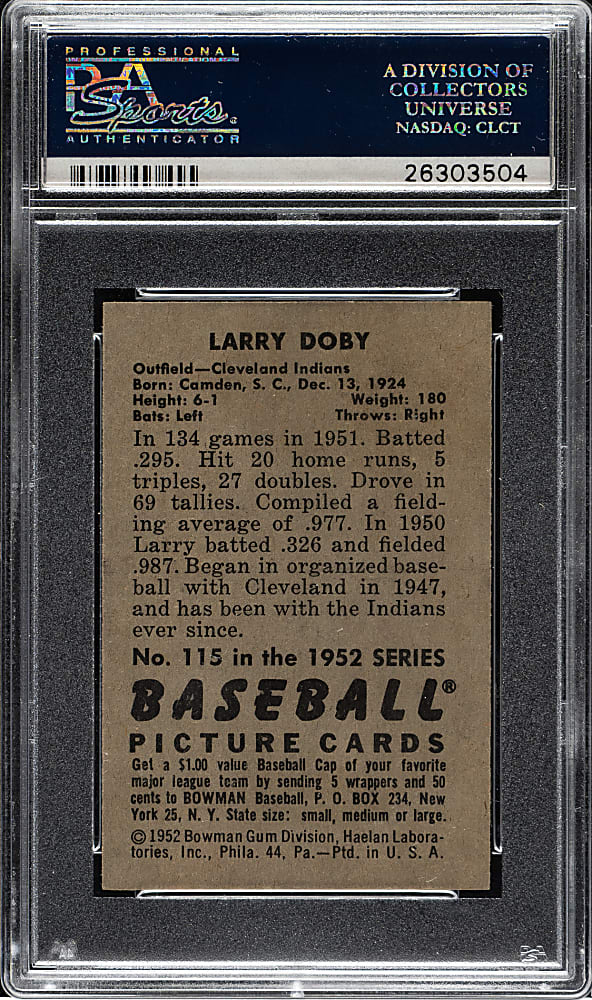 PROFESSIONAL
PSA
Sports
AUTHENTICATOR
A DIVISION OF
COLLECTORS
UNIVERSE
NASDAQ: CLCT
26303504
LARRY DOBY
Outfield—Cleveland Indians
Born: Camden, S. C., Dec. 13, 1924
Height: 6-1 Weight: 180
Bats: Left Throws: Right
In 134 games in 1951. Batted
.295. Hit 20 home runs, 5
triples, 27 doubles. Drove in
69 tallies. Compiled a field-
ing average of .977. In 1950
Larry batted .326 and fielded
.987. Began in organized base-
ball with Cleveland in 1947,
and has been with the Indians
ever since.
No. 115 in the 1952 SERIES
BASEBALL®
PICTURE CARDS
Get a $1.00 value Baseball Cap of your favorite
major league team by sending 5 wrappers and 50
cents to BOWMAN Baseball, P. O. BOX 234, New
York 25, N. Y. State size: small, medium or large.
©1952 Bowman Gum Division, Haelan Labora-
tories, Inc., Phila. 44, Pa.—Ptd. in U. S. A.
PSA